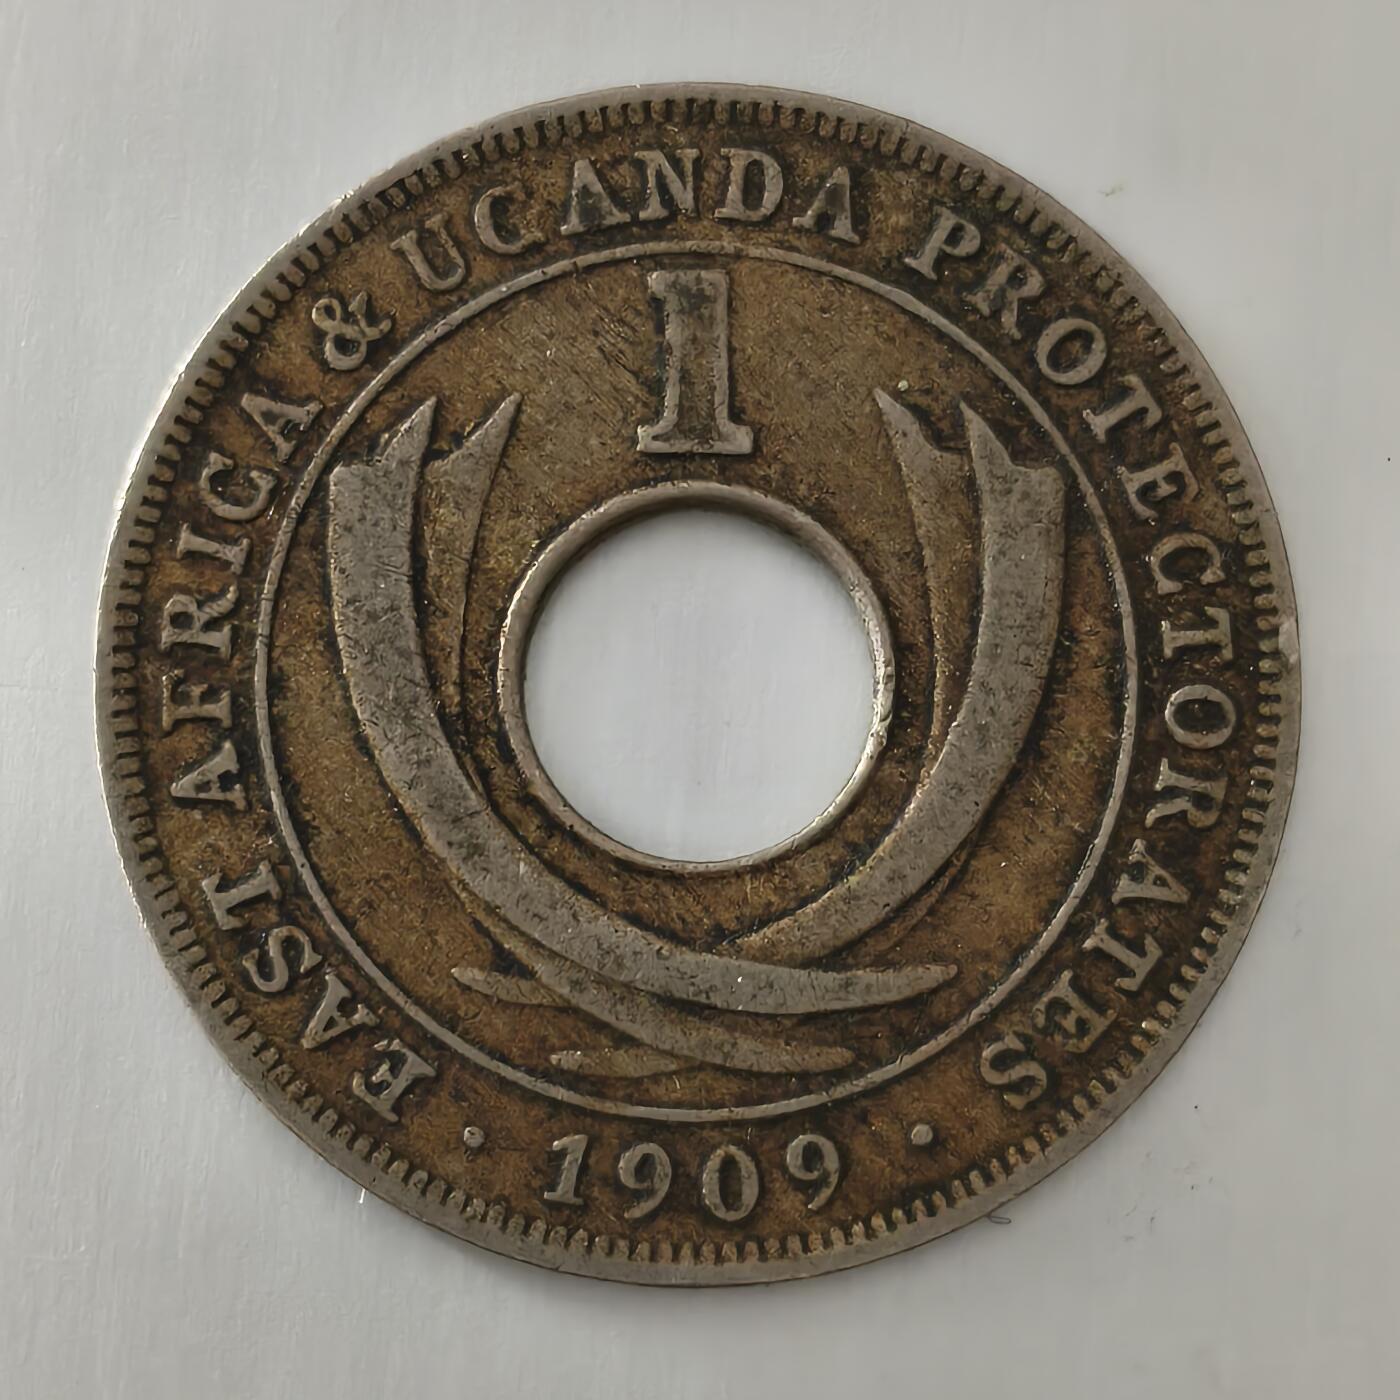 EAST AFRICA & UGANDA PROTECTORATES
1
• 1909 •